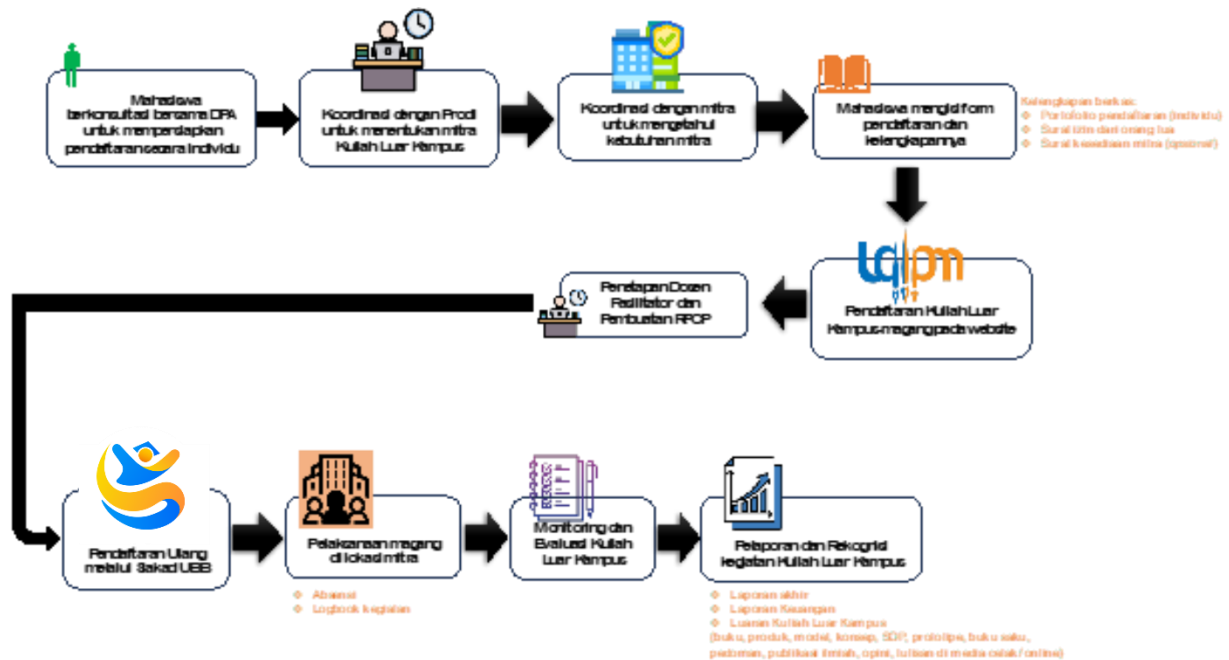 Mahasiswa
berkonsultasi bersama DPA
untuk mempersiapkan
pendaftaran secara individu
Koordinasi dengan Prodi
untuk menentukan mitra
Kuliah Luar Kampus
Koordinasi dengan mitra
untuk mengetahui
kebutuhan mitra
Mahasiswa mengisi form
pendaftaran dan
kelengkapannya
Kelengkapan berkas:
❖ Portofolio pendaftaran (individu)
❖ Surat izin dari orang tua
❖ Surat kesediaan mitra (opsional)
Pendaftaran Kuliah Luar
Kampus-magang pada website
Penetapan Dosen
Fasilitator dan
Pembuatan RPCP
Pendaftaran Ulang
melalui Siakad UBB
Pelaksanaan magang
di lokasi mitra
❖ Absensi
❖ Logbook kegiatan
Monitoring dan
Evaluasi Kuliah
Luar Kampus
Pelaporan dan Rekognisi
kegiatan Kuliah Luar Kampus
❖ Laporan akhir
❖ Laporan Keuangan
❖ Luaran Kuliah Luar Kampus
(buku, produk, model, konsep, SOP, prototipe, buku saku,
pedoman, publikasi ilmiah, opini, tulisan di media cetak/online)